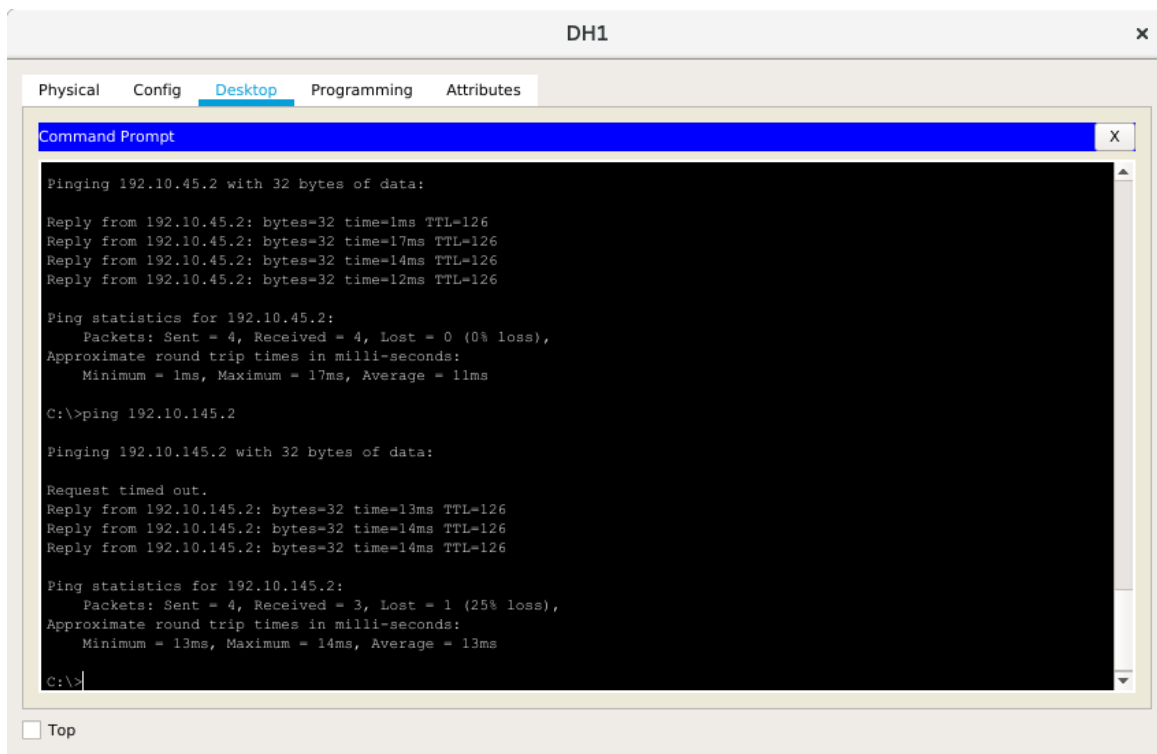 DH1
Physical Config Desktop Programming Attributes
Command Prompt
X
Pinging 192.10.45.2 with 32 bytes of data:
Reply from 192.10.45.2: bytes=32 time=1ms TTL=126
Reply from 192.10.45.2: bytes=32 time=17ms TTL=126
Reply from 192.10.45.2: bytes=32 time=14ms TTL=126
Reply from 192.10.45.2: bytes=32 time=12ms TTL=126
Ping statistics for 192.10.45.2:
Packets: Sent = 4, Received = 4, Lost = 0 (0% loss),
Approximate round trip times in milli-seconds:
Minimum = 1ms, Maximum = 17ms, Average = 11ms
C:\>ping 192.10.145.2
Pinging 192.10.145.2 with 32 bytes of data:
Request timed out.
Reply from 192.10.145.2: bytes=32 time=13ms TTL=126
Reply from 192.10.145.2: bytes=32 time=14ms TTL=126
Reply from 192.10.145.2: bytes=32 time=14ms TTL=126
Ping statistics for 192.10.145.2:
Packets: Sent = 4, Received = 3, Lost = 1 (25% loss),
Approximate round trip times in milli-seconds:
Minimum = 13ms, Maximum = 14ms, Average = 13ms
C:\>
Top